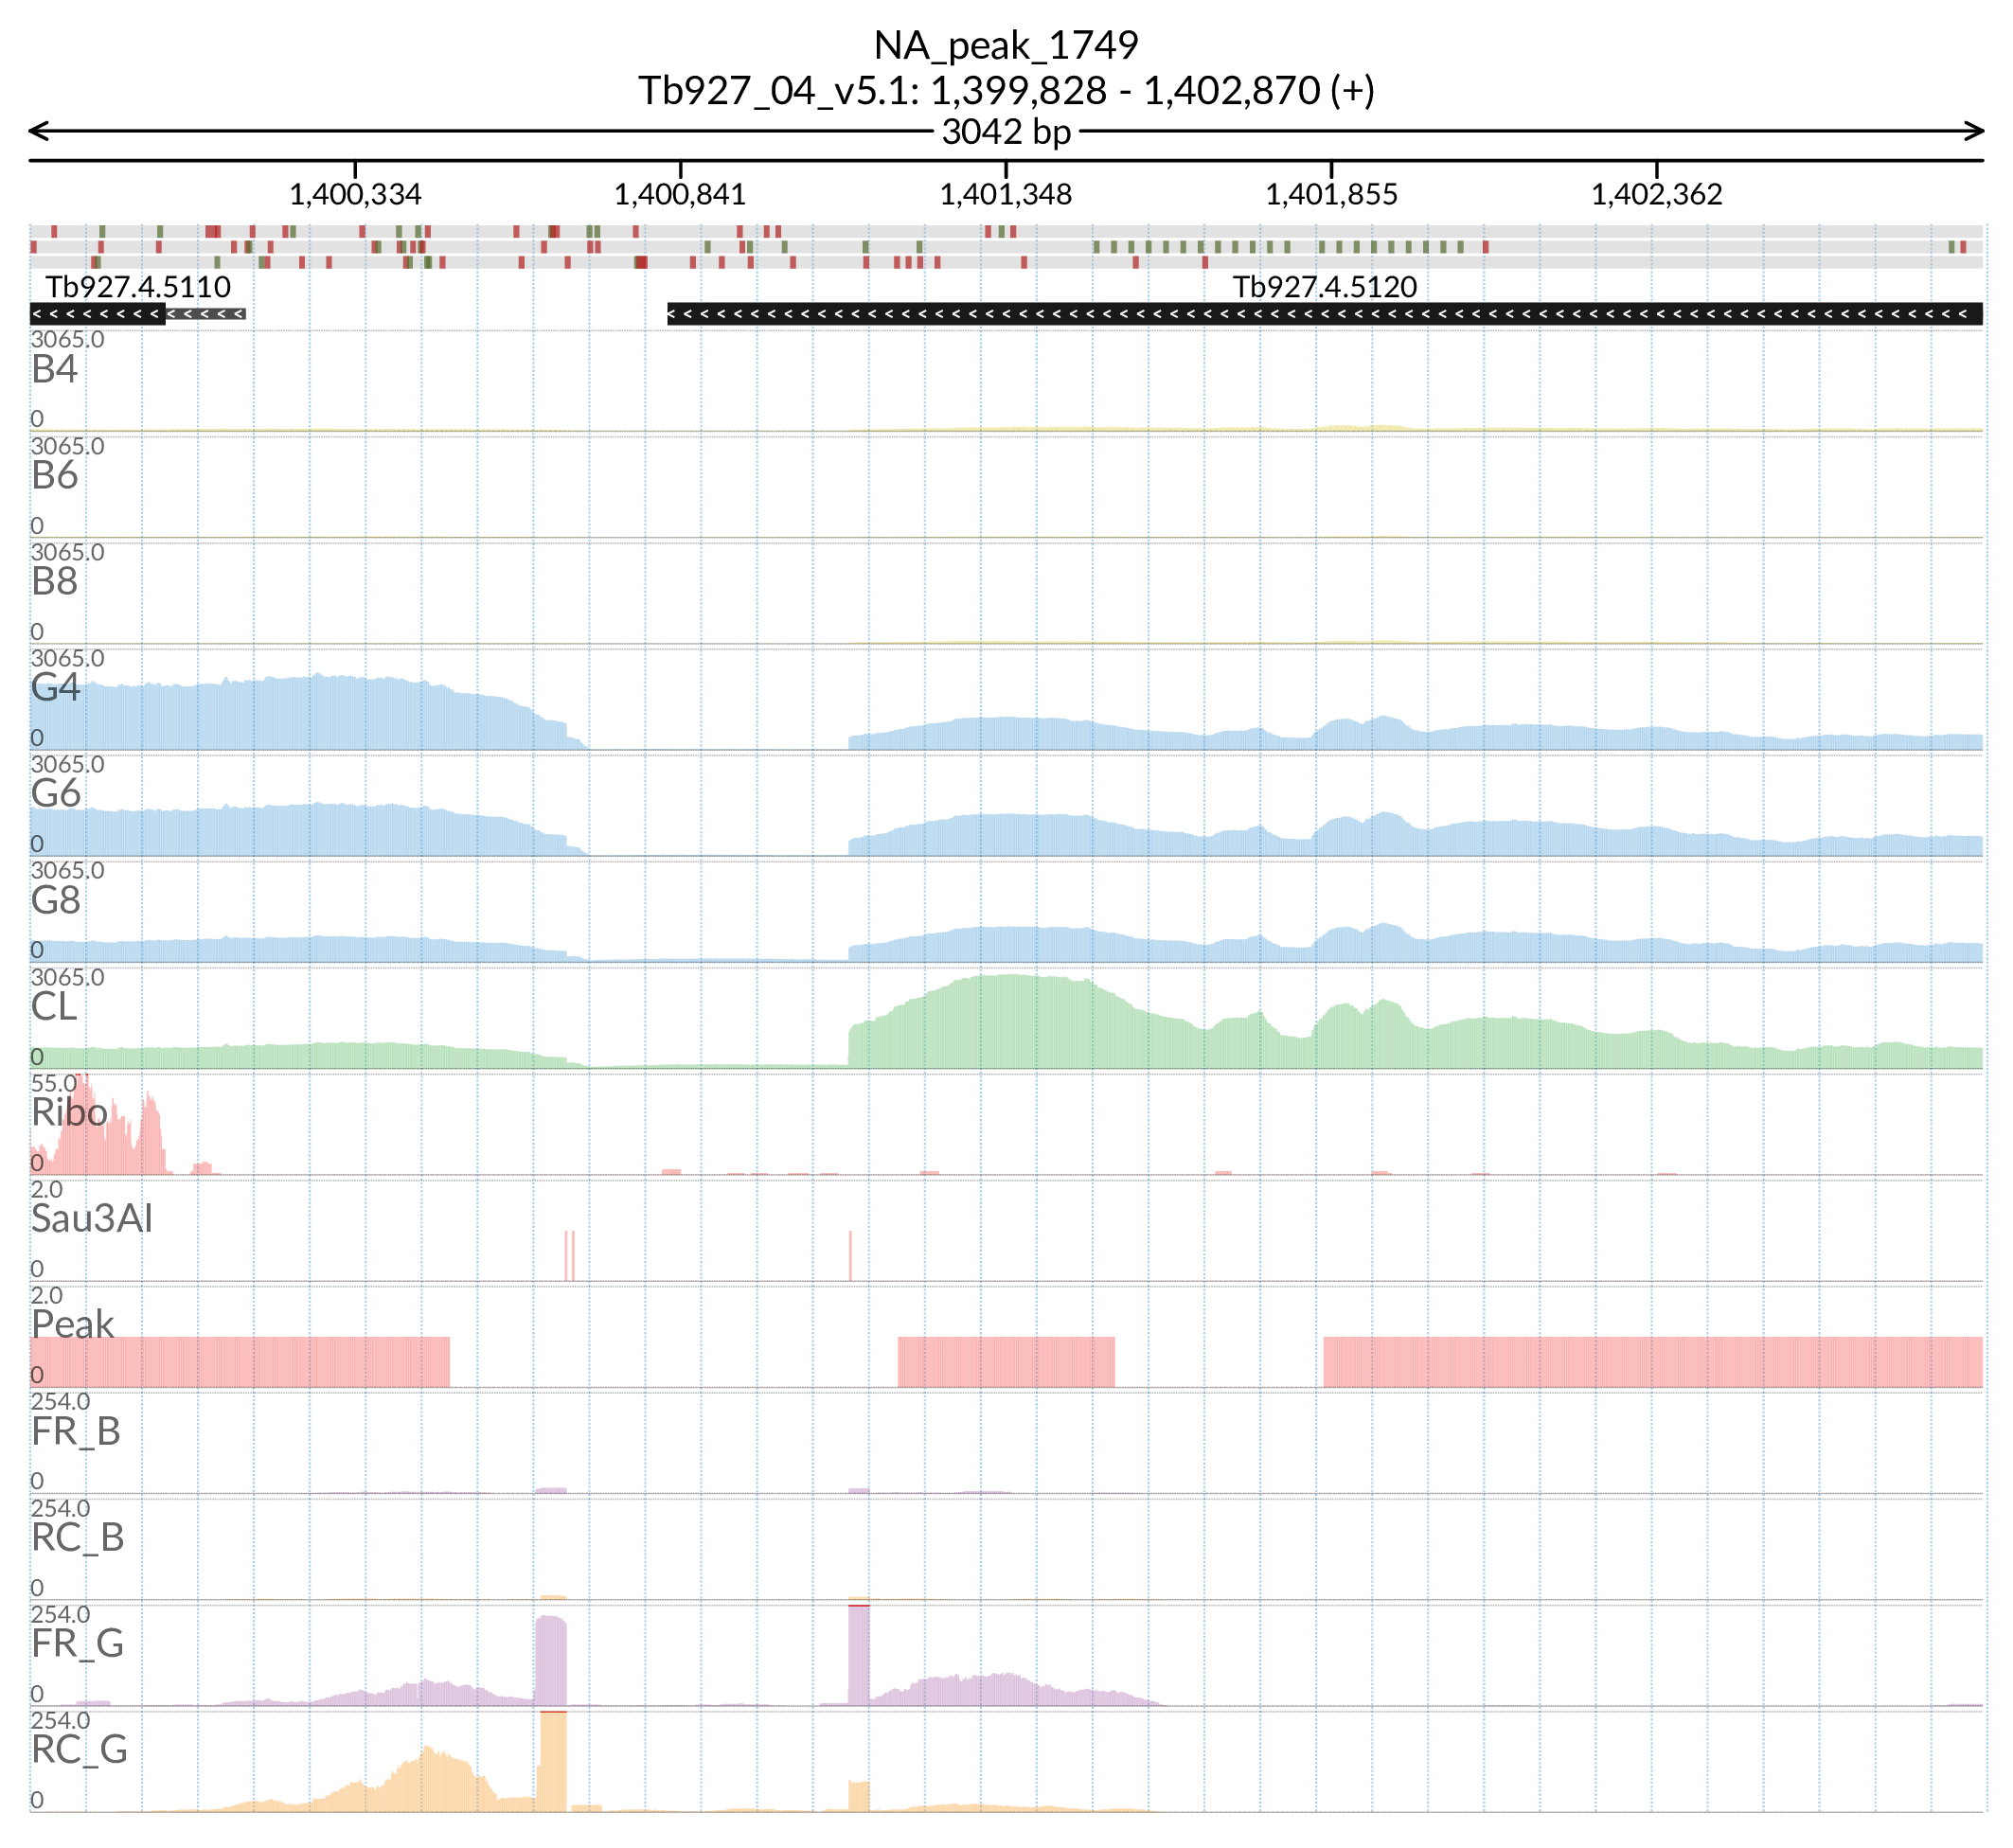 NA_peak_1749
Tb927_04_v5.1: 1,399,828 - 1,402,870 (+)
3042 bp
1,400,334 1,400,841 1,401,348 1,401,855 1,402,362
Tb927.4.5110 Tb927.4.5120
3065.0
B4
0
3065.0
B6
0
3065.0
B8
0
3065.0
G4
0
3065.0
G6
0
3065.0
G8
0
3065.0
CL
0
55.0
Ribo
0
2.0
Sau3AI
0
2.0
Peak
0
254.0
FR_B
0
254.0
RC_B
0
254.0
FR_G
0
254.0
RC_G
0